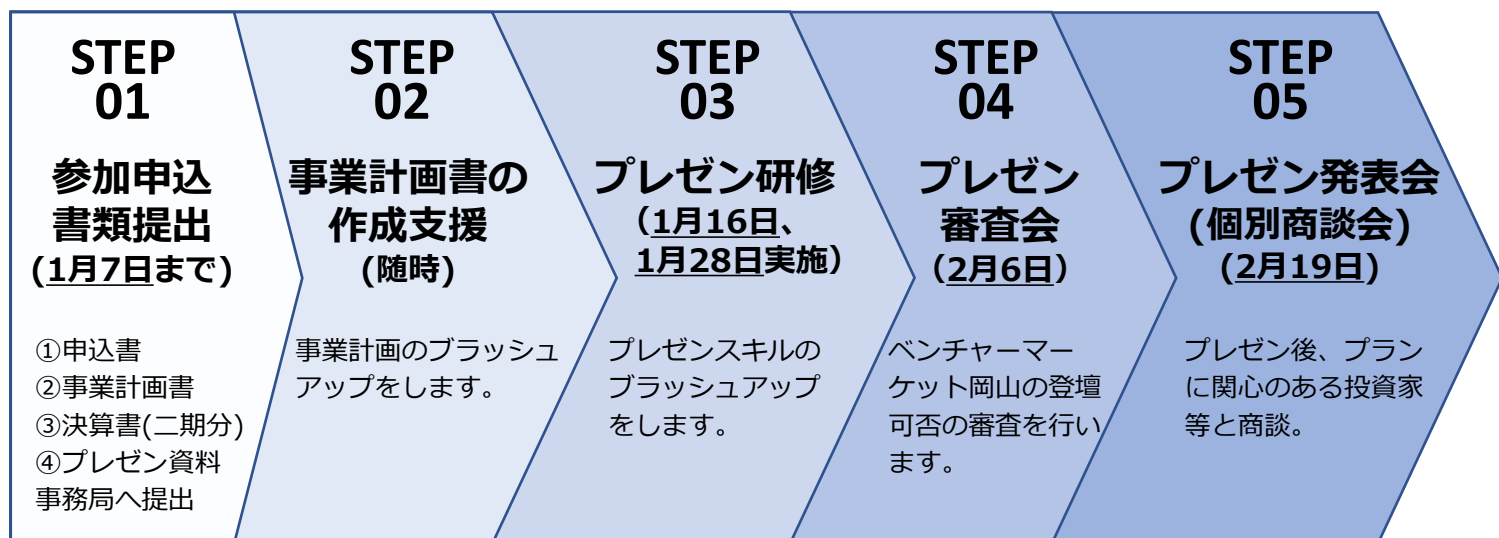 STEP
01
参加申込
書類提出
(1月7日まで)
①申込書
②事業計画書
③決算書(二期分)
④プレゼン資料
事務局へ提出
STEP
02
事業計画書の
作成支援
(随時)
事業計画のブラッシュ
アップをします。
STEP
03
プレゼン研修
（1月16日、
1月28日実施）
プレゼンスキルの
ブラッシュアップ
をします。
STEP
04
プレゼン
審査会
（2月6日）
ベンチャーマー
ケット岡山の登壇
可否の審査を行い
ます。
STEP
05
プレゼン発表会
(個別商談会)
(2月19日)
プレゼン後、プラン
に関心のある投資家
等と商談。